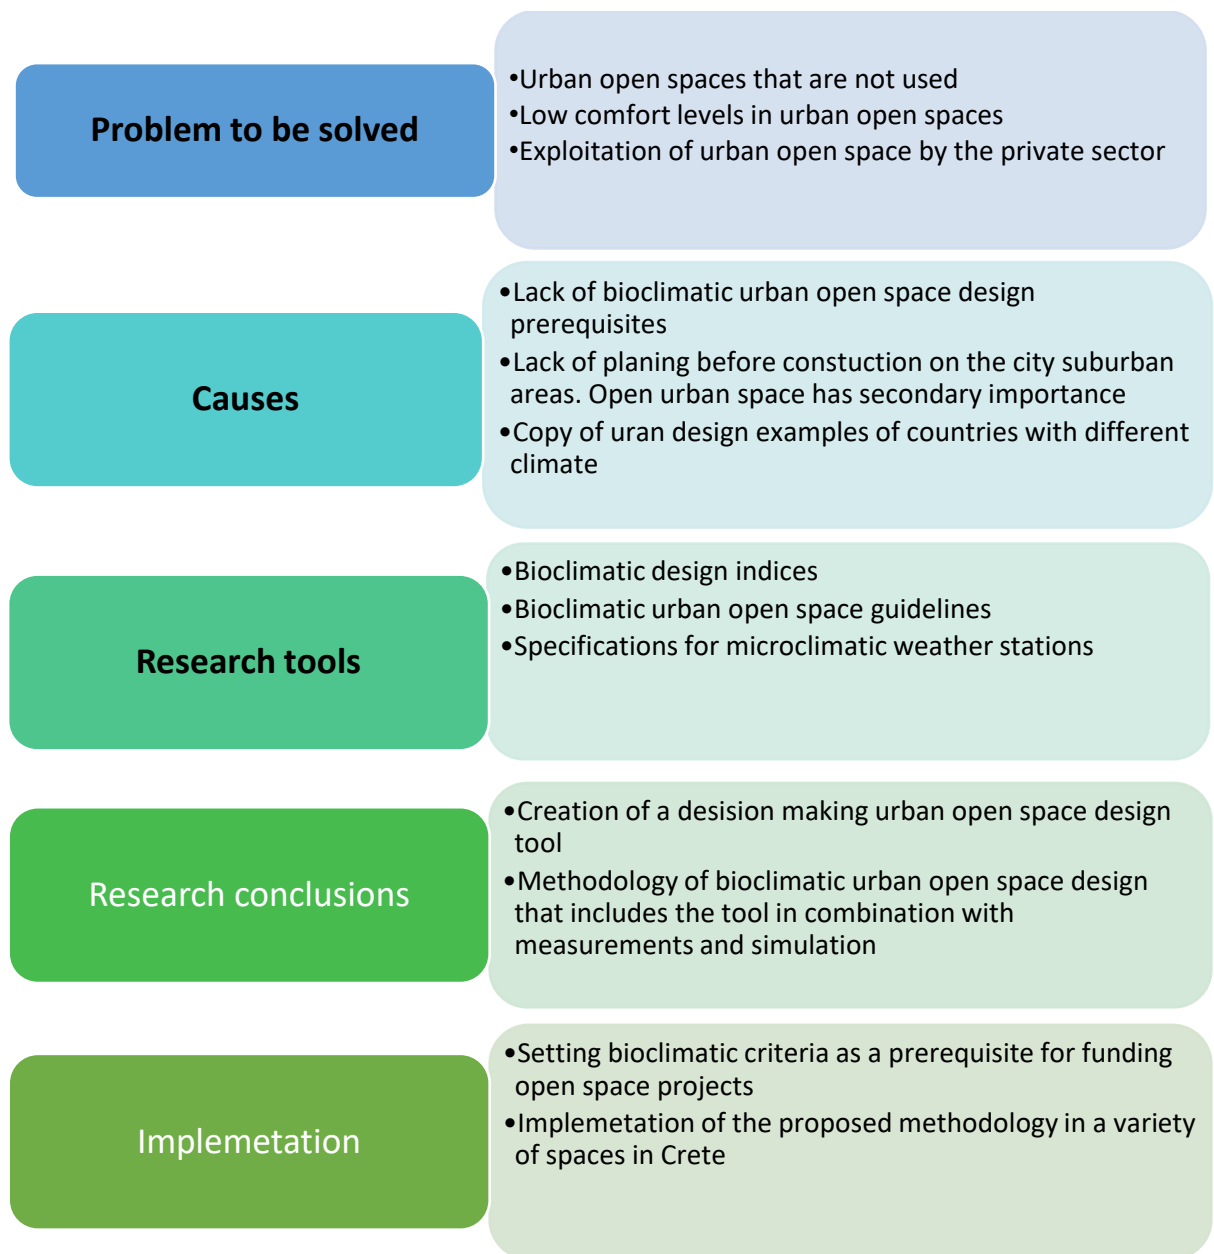 Problem to be solved
•Urban open spaces that are not used
•Low comfort levels in urban open spaces
•Exploitation of urban open space by the private sector
Causes
•Lack of bioclimatic urban open space design
prerequisites
•Lack of planing before constuction on the city suburban
areas. Open urban space has secondary importance
•Copy of uran design examples of countries with different
climate
Research tools
•Bioclimatic design indices
•Bioclimatic urban open space guidelines
•Specifications for microclimatic weather stations
Research conclusions
•Creation of a desision making urban open space design
tool
•Methodology of bioclimatic urban open space design
that includes the tool in combination with
measurements and simulation
Implemetation
•Setting bioclimatic criteria as a prerequisite for funding
open space projects
•Implemetation of the proposed methodology in a variety
of spaces in Crete